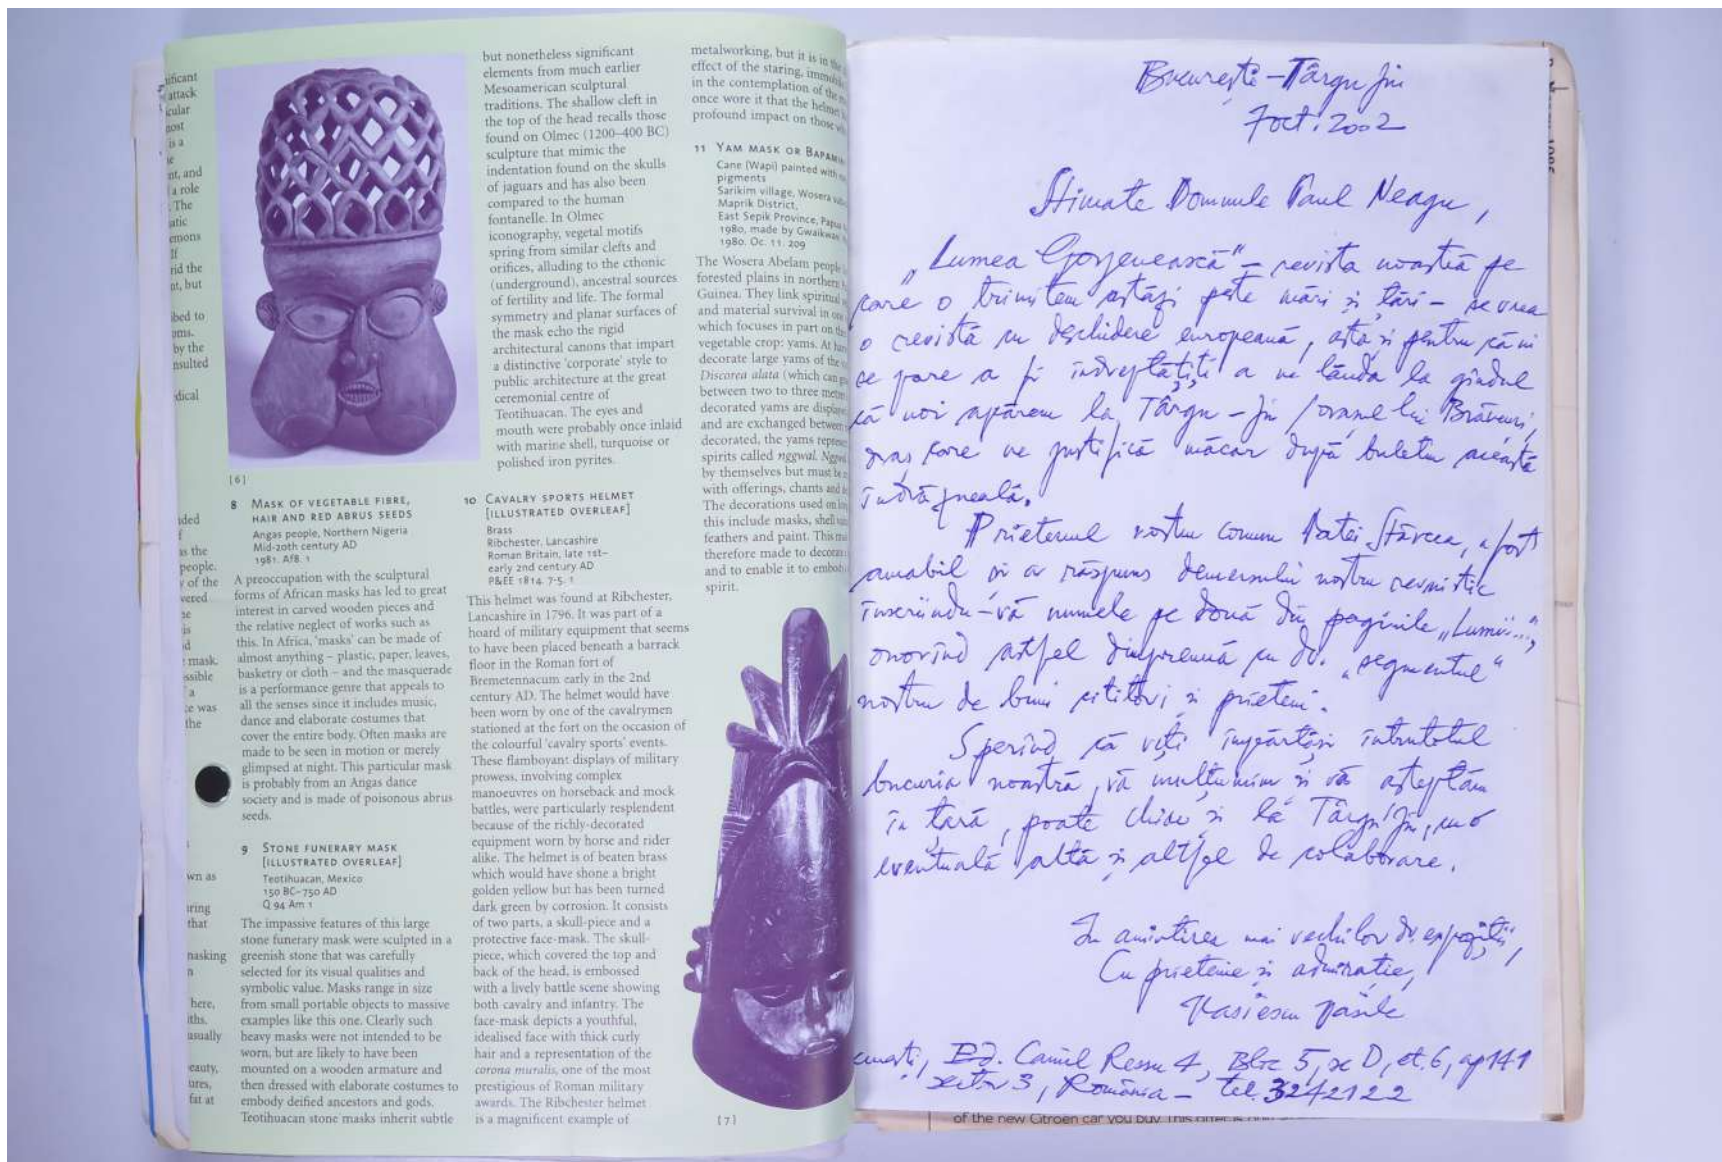 ificant
attack
cular
most
is a
nt, and
a role
. The
atic
emons
If
rid the
nt, but
ibed to
oms.
by the
nsulted
dical
nded
f
as the
people.
of the
vered
is
d
mask.
ossible
'a
ce was
the
wn as
uring
that
masking
n
here,
iths.
usually
eauty,
ures,
fat at
[6]
8 MASK OF VEGETABLE FIBRE,
HAIR AND RED ABRUS SEEDS
Angas people, Northern Nigeria
Mid-20th century AD
1981. Af8. 1
A preoccupation with the sculptural
forms of African masks has led to great
interest in carved wooden pieces and
the relative neglect of works such as
this. In Africa, 'masks' can be made of
almost anything – plastic, paper, leaves,
basketry or cloth – and the masquerade
is a performance genre that appeals to
all the senses since it includes music,
dance and elaborate costumes that
cover the entire body. Often masks are
made to be seen in motion or merely
glimpsed at night. This particular mask
is probably from an Angas dance
society and is made of poisonous abrus
seeds.
9 STONE FUNERARY MASK
[ILLUSTRATED OVERLEAF]
Teotihuacan, Mexico
150 BC–750 AD
Q 94 Am 1
The impassive features of this large
stone funerary mask were sculpted in a
greenish stone that was carefully
selected for its visual qualities and
symbolic value. Masks range in size
from small portable objects to massive
examples like this one. Clearly such
heavy masks were not intended to be
worn, but are likely to have been
mounted on a wooden armature and
then dressed with elaborate costumes to
embody deified ancestors and gods.
Teotihuacan stone masks inherit subtle
but nonetheless significant
elements from much earlier
Mesoamerican sculptural
traditions. The shallow cleft in
the top of the head recalls those
found on Olmec (1200–400 BC)
sculpture that mimic the
indentation found on the skulls
of jaguars and has also been
compared to the human
fontanelle. In Olmec
iconography, vegetal motifs
spring from similar clefts and
orifices, alluding to the cthonic
(underground), ancestral sources
of fertility and life. The formal
symmetry and planar surfaces of
the mask echo the rigid
architectural canons that impart
a distinctive 'corporate' style to
public architecture at the great
ceremonial centre of
Teotihuacan. The eyes and
mouth were probably once inlaid
with marine shell, turquoise or
polished iron pyrites.
10 CAVALRY SPORTS HELMET
[ILLUSTRATED OVERLEAF]
Brass
Ribchester, Lancashire
Roman Britain, late 1st–
early 2nd century AD
P&EE 1814. 7-5. 1
This helmet was found at Ribchester,
Lancashire in 1796. It was part of a
hoard of military equipment that seems
to have been placed beneath a barrack
floor in the Roman fort of
Bremetennacum early in the 2nd
century AD. The helmet would have
been worn by one of the cavalrymen
stationed at the fort on the occasion of
the colourful 'cavalry sports' events.
These flamboyant displays of military
prowess, involving complex
manoeuvres on horseback and mock
battles, were particularly resplendent
because of the richly-decorated
equipment worn by horse and rider
alike. The helmet is of beaten brass
which would have shone a bright
golden yellow but has been turned
dark green by corrosion. It consists
of two parts, a skull-piece and a
protective face-mask. The skull-
piece, which covered the top and
back of the head, is embossed
with a lively battle scene showing
both cavalry and infantry. The
face-mask depicts a youthful,
idealised face with thick curly
hair and a representation of the
corona muralis, one of the most
prestigious of Roman military
awards. The Ribchester helmet
is a magnificent example of
metalworking, but it is in the
effect of the staring,
in the contemplation of the
once wore it that the helmet
profound impact on those
11 YAM MASK OR
Cane (Wapi) painted with
pigments
Sarikim village, Wosera
Maprik District,
East Sepik Province, Papua
1980, made by Gwaikwan
1980. Oc. 11. 209
The Wosera Abelam people
forested plains in northern
Guinea. They link spiritual
and material survival in
which focuses in part on the
vegetable crop: yams. At
decorate large yams of the
Discorea alata (which can
between two to three
decorated yams are
and are exchanged between
decorated, the yams
spirits called nggwal.
by themselves but must be
with offerings, chants and
The decorations used on
this include masks, shell
feathers and paint. This
therefore made to decorate
and to enable it to embody
spirit.
[7]
București – Târgu Jiu
7 oct. 2002
Stimate Domnule Paul Neagu,
„Lumea Gorjenească" – revista noastră pe
care o trimitem astăzi peste mări și țări – se vrea
o revistă cu deschidere europeană, asta și pentru că ni
se pare a fi îndreptățiți a ne lăuda la gîndul
că noi apărem la Târgu-Jiu / orașul lui Brâncuși,
oraș care ne justifică măcar după buletin această
îndrăzneală.
Prietenul nostru comun Matei Stârcea, a fost
amabil și a răspuns demersului nostru revuistic
înscriindu-vă numele pe două din paginile „Lumii...",
onorînd astfel dimpreună cu dv. „segmentul"
nostru de buni cititori și prieteni.
Sperînd că veți împărtăși întrutotul
bucuria noastră, vă mulțumim și vă așteptăm
în țară, poate chiar și la Târgu Jiu, cu o
eventuală altă și altfel de colaborare.
In amintirea mai vechilor dv. expoziții,
Cu prietenie și admirație,
Vasile
Bd. Camil Ressu 4, Bloc 5, sc D, et. 6, ap 141
sector 3, România – tel. 3242122
of the new Citroen car you buy. This offer is